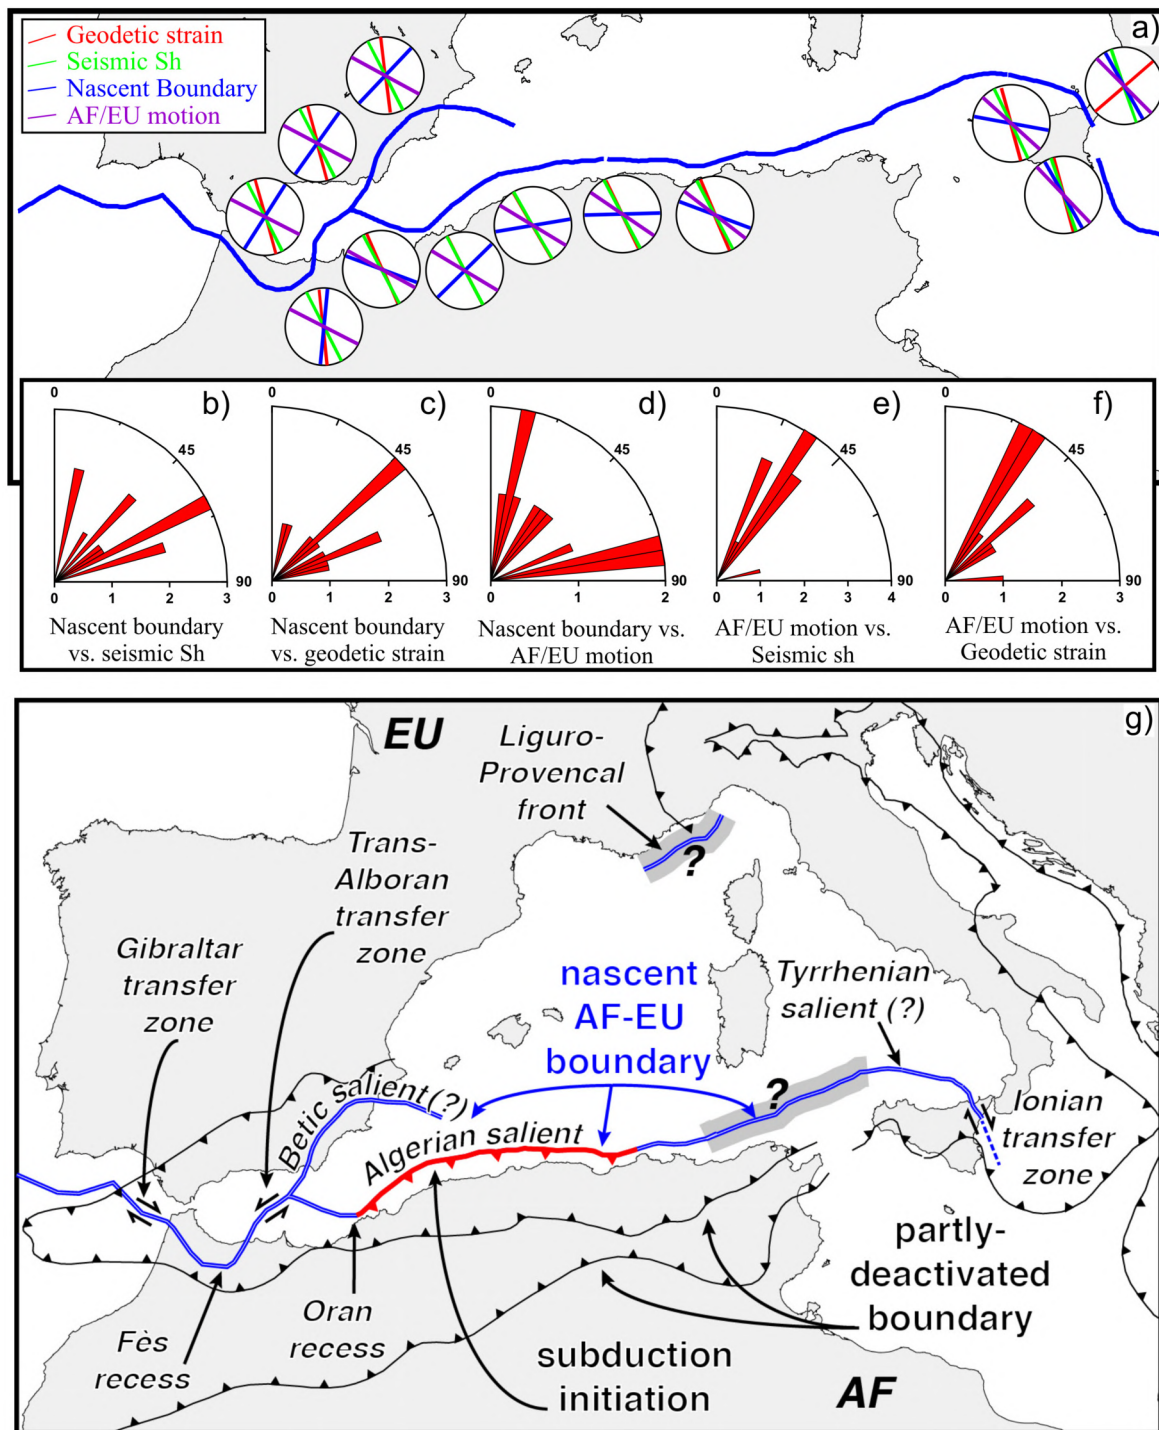 a)
Geodetic strain
Seismic Sh
Nascent Boundary
AF/EU motion
b)
0
45
90
0
1
2
3
Nascent boundary
vs. seismic Sh
c)
0
45
90
0
1
2
3
Nascent boundary
vs. geodetic strain
d)
0
45
90
0
1
2
Nascent boundary vs.
AF/EU motion
e)
0
45
90
0
1
2
3
4
AF/EU motion vs.
Seismic sh
f)
0
45
90
0
1
2
3
AF/EU motion vs.
Geodetic strain
g)
EU
Liguro-
Provencal
front
?
Trans-
Alboran
transfer
zone
Gibraltar
transfer
zone
nascent
AF-EU
boundary
Tyrrhenian
salient (?)
?
Betic salient(?)
Algerian salient
Ionian
transfer
zone
partly-
deactivated
boundary
Oran
recess
Fès
recess
subduction
initiation
AF